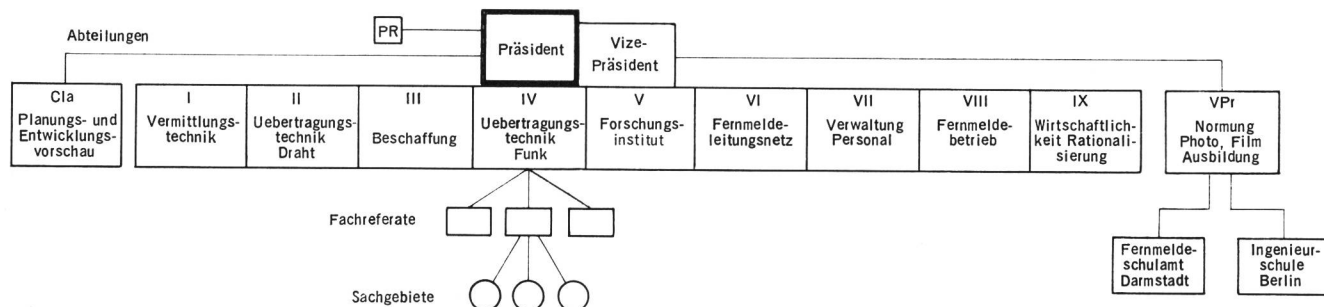 Abteilungen
PR
Präsident
Vize-
Präsident
CIa
Planungs- und
Entwicklungs-
vorschau
I
Vermittlungs-
technik
II
Uebertragungs-
technik
Draht
III
Beschaffung
IV
Uebertragungs-
technik
Funk
V
Forschungs-
institut
VI
Fernmelde-
leitungsnetz
VII
Verwaltung
Personal
VIII
Fernmelde-
betrieb
IX
Wirtschaftlich-
keit Rationali-
sierung
VPr
Normung
Photo, Film
Ausbildung
Fachreferate
Sachgebiete
Fernmelde-
schulamt
Darmstadt
Ingenieur-
schule
Berlin